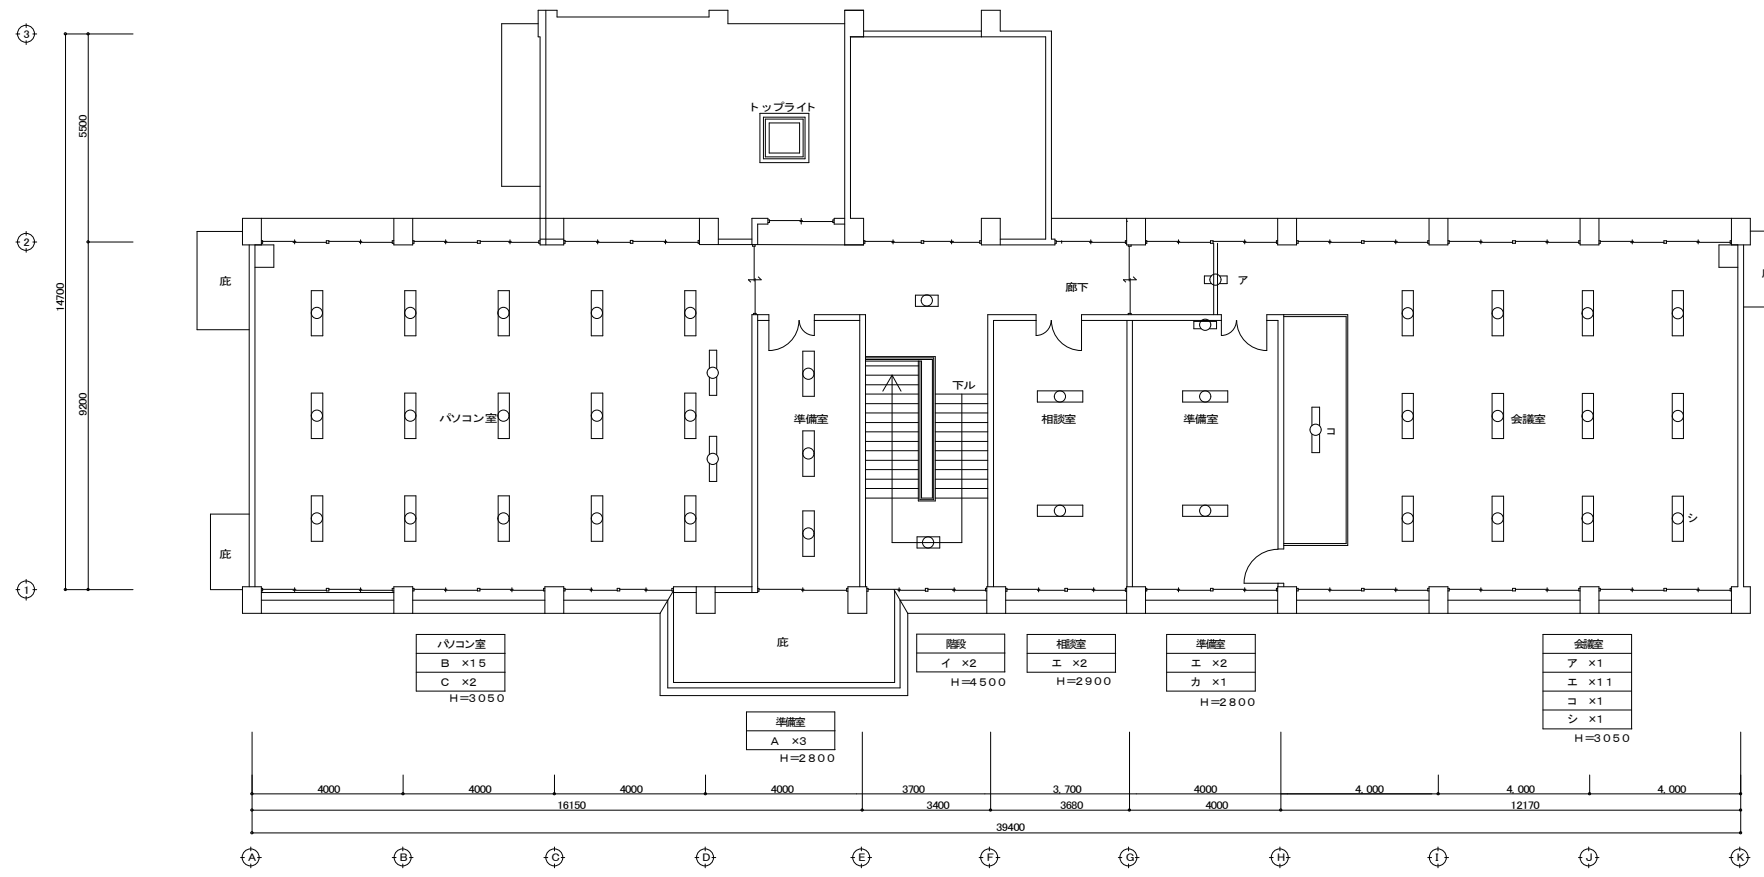 3
5500
トップライト
2
庇
14700
廊下
ア
9200
下ル
パソコン室
準備室
相談室
準備室
コ
会議室
シ
庇
1
庇
パソコン室
B ×15
C ×2
H=3050
準備室
A ×3
H=2800
階段
イ ×2
H=4500
相談室
エ ×2
H=2900
準備室
エ ×2
カ ×1
H=2800
会議室
ア ×1
エ ×11
コ ×1
シ ×1
H=3050
4000 4000 4000 4000 3700 3.700 4000 4.000 4.000 4.000
16150 3400 3680 4000 12170
39400
A B C D E F G H I J K